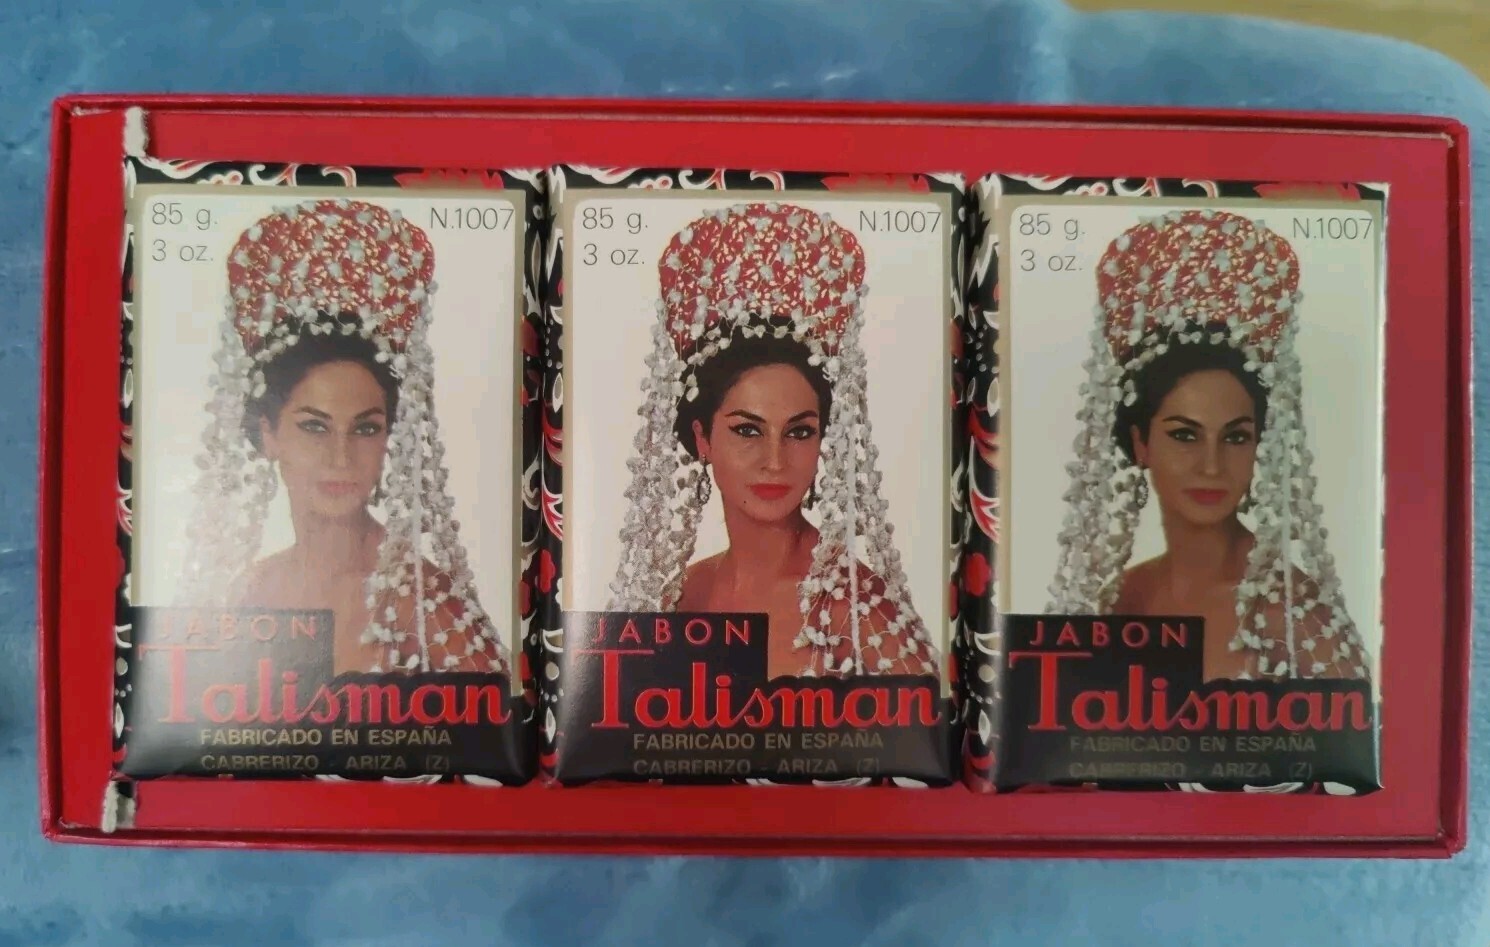 85 g.
3 oz.
N.1007
JABON
Talisman
FABRICADO EN ESPAÑA
CABRERIZO - ARIZA (Z)
85 g.
3 oz.
N.1007
JABON
Talisman
FABRICADO EN ESPAÑA
CABRERIZO - ARIZA (Z)
85 g.
3 oz.
N.1007
JABON
Talisman
FABRICADO EN ESPAÑA
CABRERIZO - ARIZA (Z)